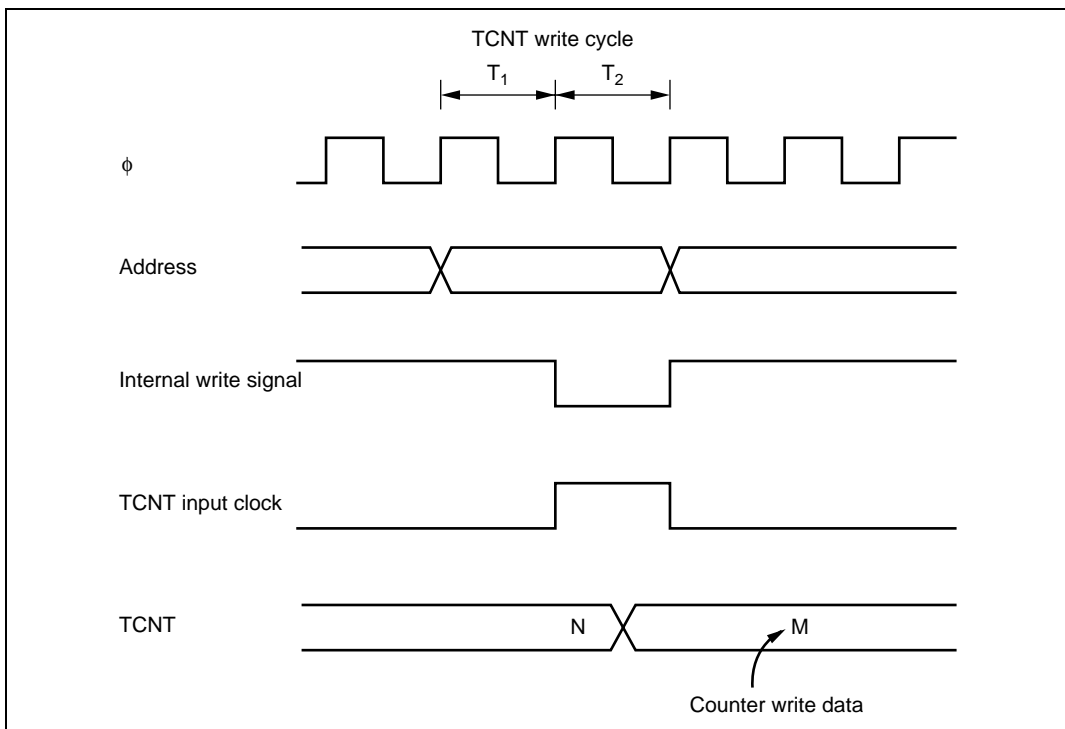 TCNT write cycle
T1 T2
ϕ
Address
Internal write signal
TCNT input clock
TCNT N M
Counter write data